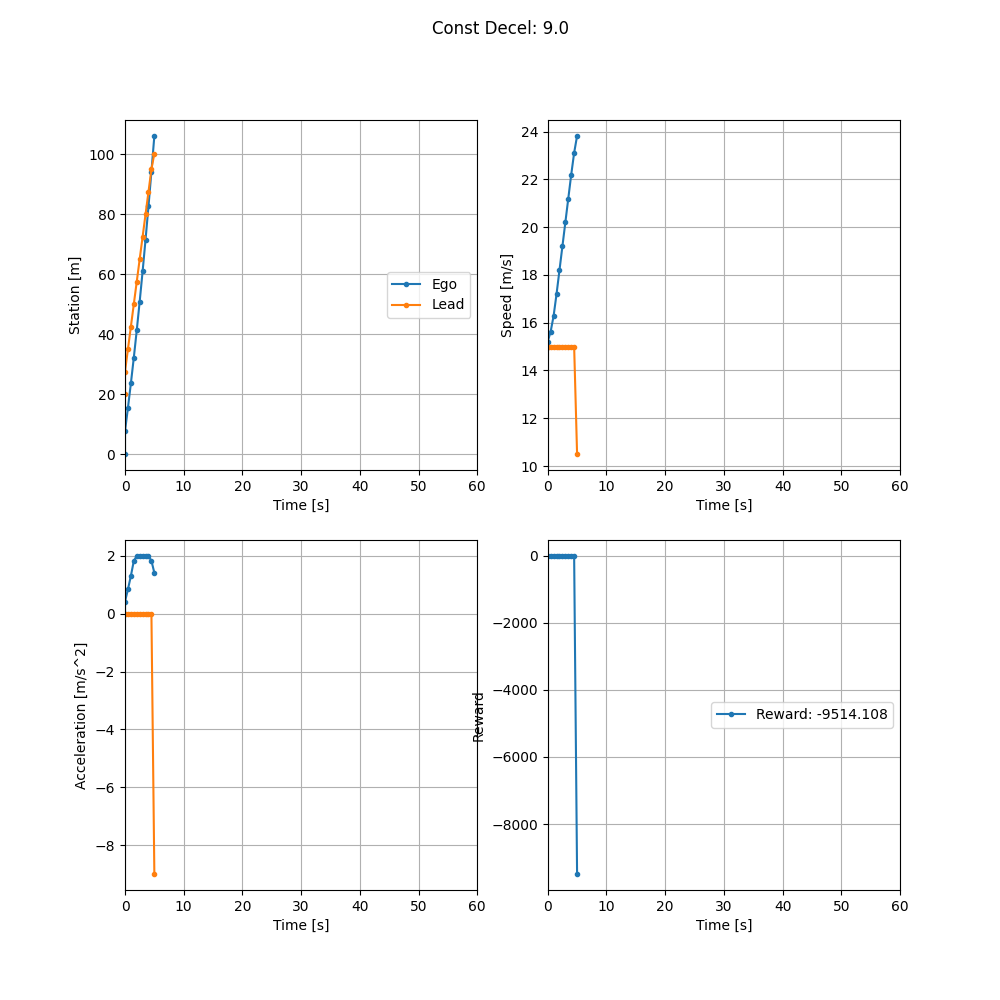 Const Decel: 9.0
100
80
60
40
20
0
Station [m]
Ego
Lead
0 10 20 30 40 50 60
Time [s]
24
22
20
18
16
14
12
10
Speed [m/s]
0 10 20 30 40 50 60
Time [s]
2
0
−2
−4
−6
−8
Acceleration [m/s^2]
0 10 20 30 40 50 60
Time [s]
0
−2000
−4000
−6000
−8000
Reward
Reward: -9514.108
0 10 20 30 40 50 60
Time [s]